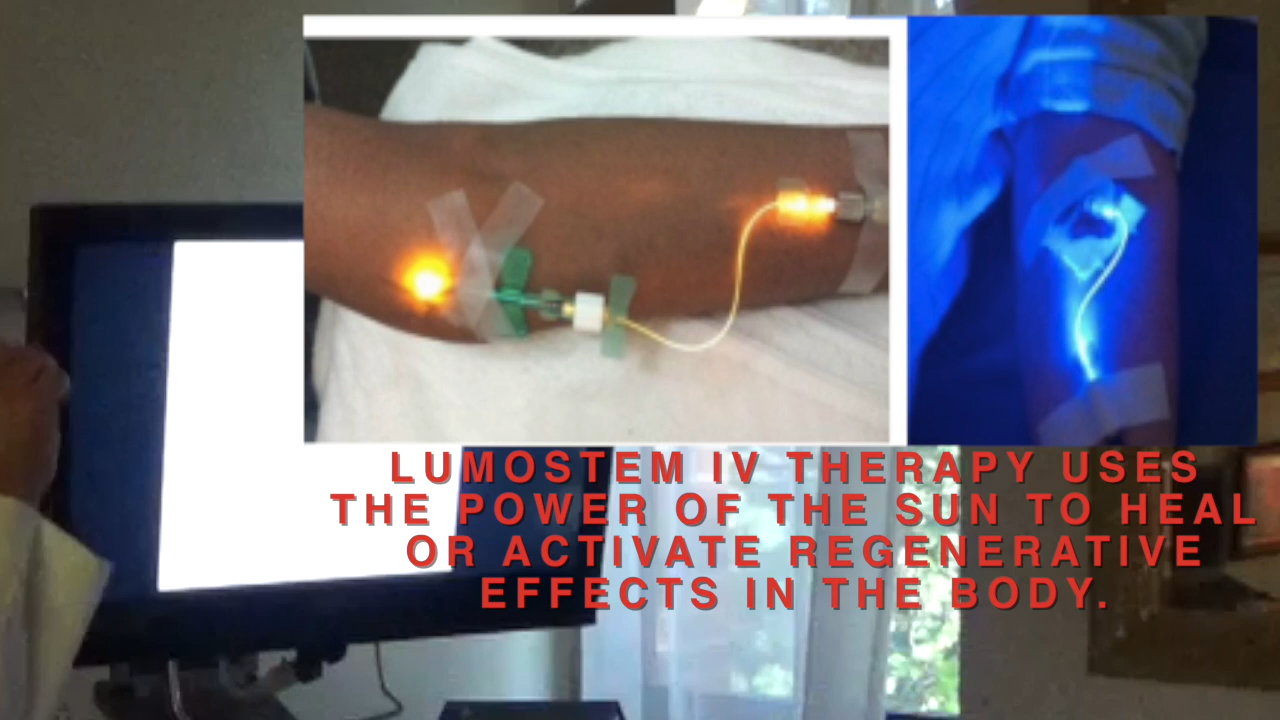 LUMOSTEM IV THERAPY USES
THE POWER OF THE SUN TO HEAL
OR ACTIVATE REGENERATIVE
EFFECTS IN THE BODY.